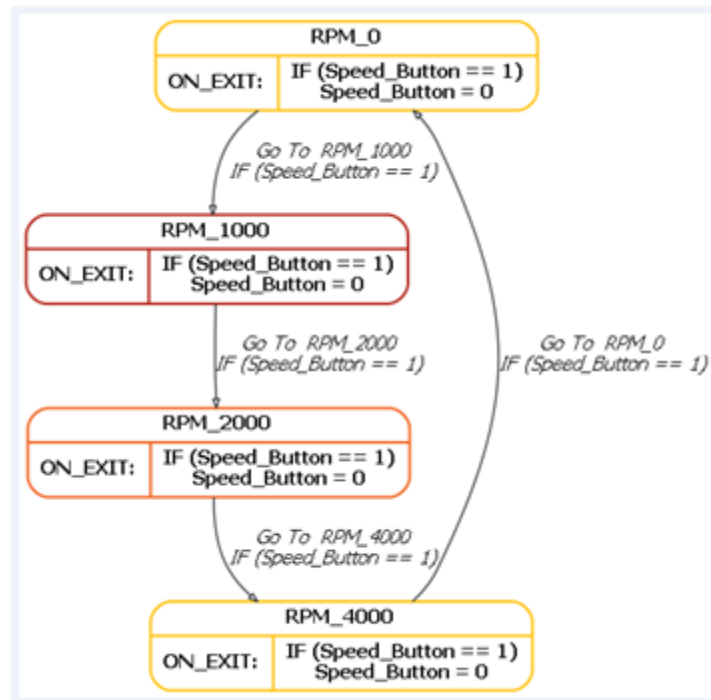 RPM_0
ON_EXIT:
IF (Speed_Button == 1)
Speed_Button = 0
Go To RPM_1000
IF (Speed_Button == 1)
RPM_1000
ON_EXIT:
IF (Speed_Button == 1)
Speed_Button = 0
Go To RPM_2000
IF (Speed_Button == 1)
Go To RPM_0
IF (Speed_Button == 1)
RPM_2000
ON_EXIT:
IF (Speed_Button == 1)
Speed_Button = 0
Go To RPM_4000
IF (Speed_Button == 1)
RPM_4000
ON_EXIT:
IF (Speed_Button == 1)
Speed_Button = 0